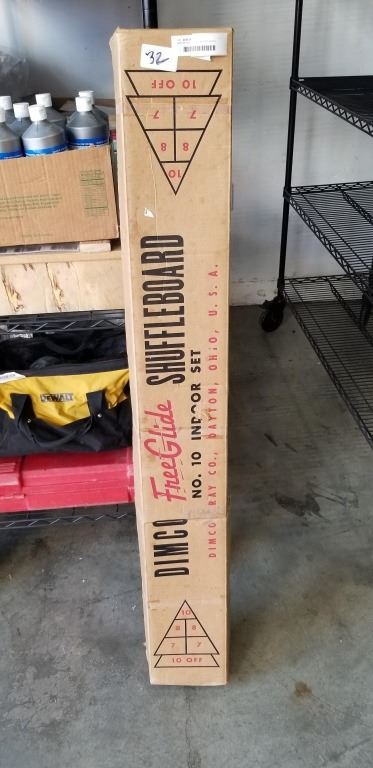 32
10 OFF
7 7
8 8
10
DIMCO FreeGlide SHUFFLEBOARD
NO. 10 INDOOR SET
DIMCO GRAY CO., DAYTON, OHIO, U.S.A.
10
8 8
7 7
10 OFF
DEWALT